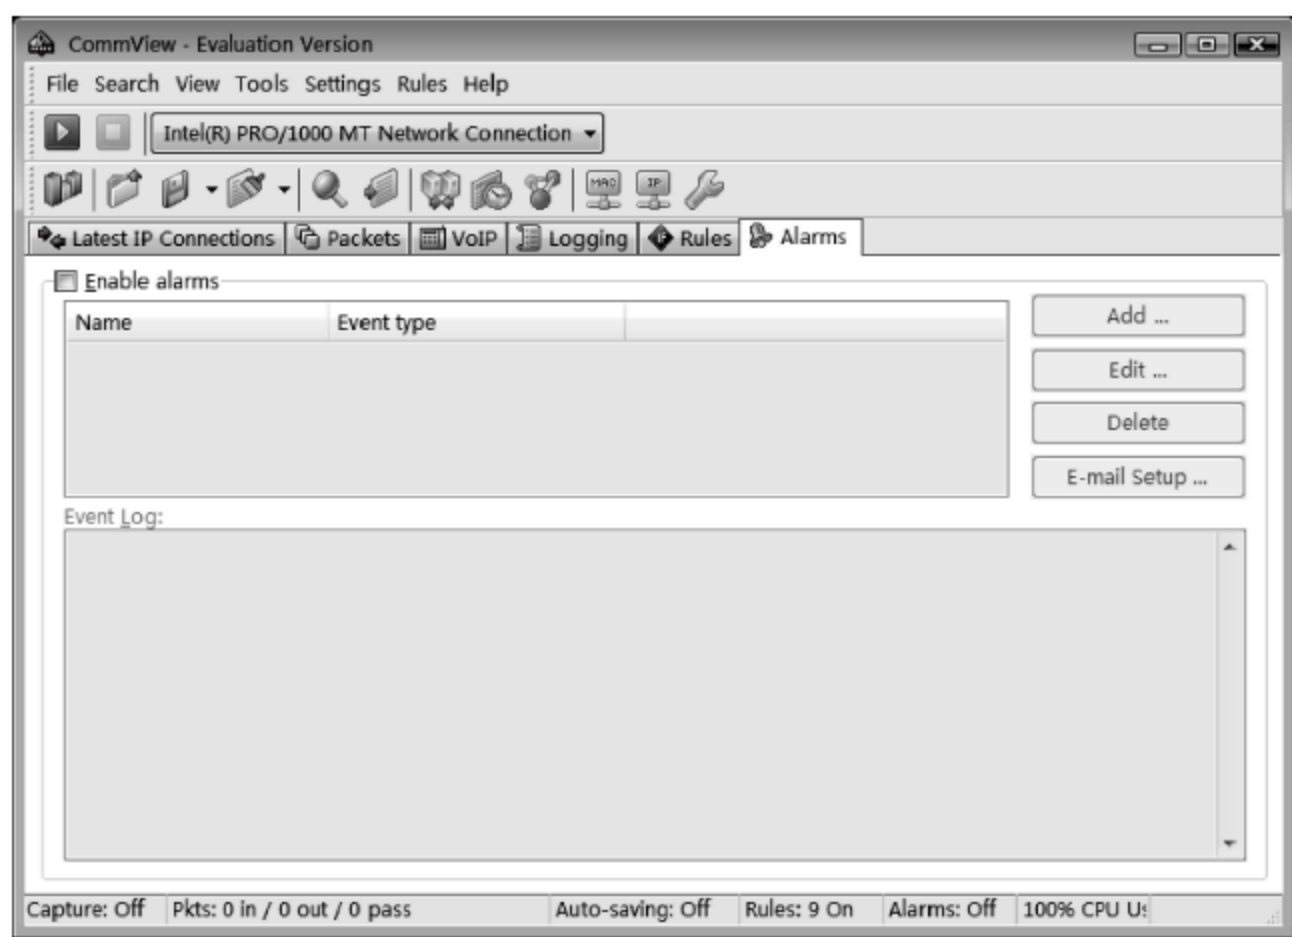 CommView - Evaluation Version
File Search View Tools Settings Rules Help
Intel(R) PRO/1000 MT Network Connection
MAC IP
Latest IP Connections Packets VoIP Logging Rules Alarms
Enable alarms
Name Event type
Add ...
Edit ...
Delete
E-mail Setup ...
Event Log:
Capture: Off Pkts: 0 in / 0 out / 0 pass Auto-saving: Off Rules: 9 On Alarms: Off 100% CPU